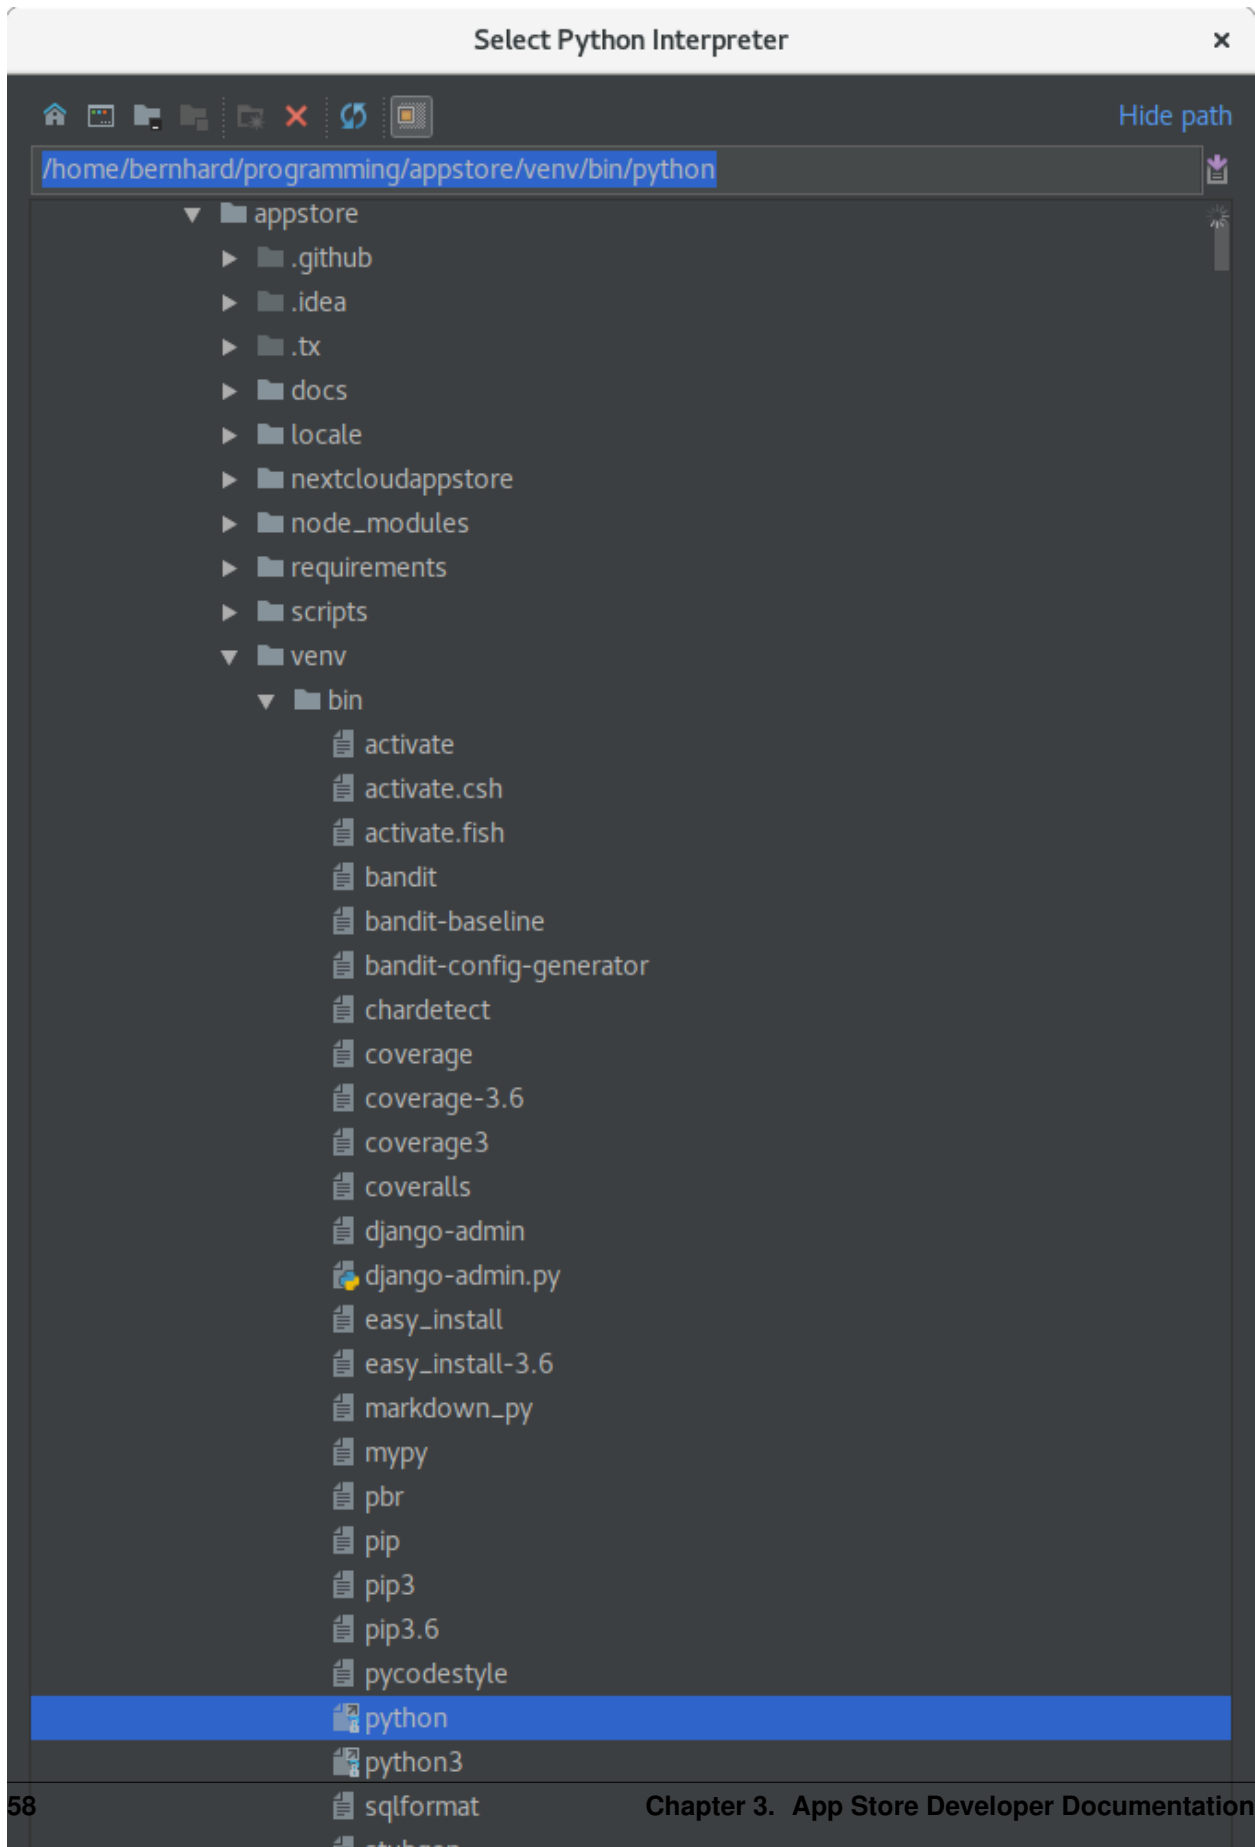 Select Python Interpreter
Hide path
/home/bernhard/programming/appstore/venv/bin/python
appstore
.github
.idea
.tx
docs
locale
nextcloudappstore
node_modules
requirements
scripts
venv
bin
activate
activate.csh
activate.fish
bandit
bandit-baseline
bandit-config-generator
chardetect
coverage
coverage-3.6
coverage3
coveralls
django-admin
django-admin.py
easy_install
easy_install-3.6
markdown_py
mypy
pbr
pip
pip3
pip3.6
pycodestyle
python
python3
58 sqlformat Chapter 3. App Store Developer Documentation